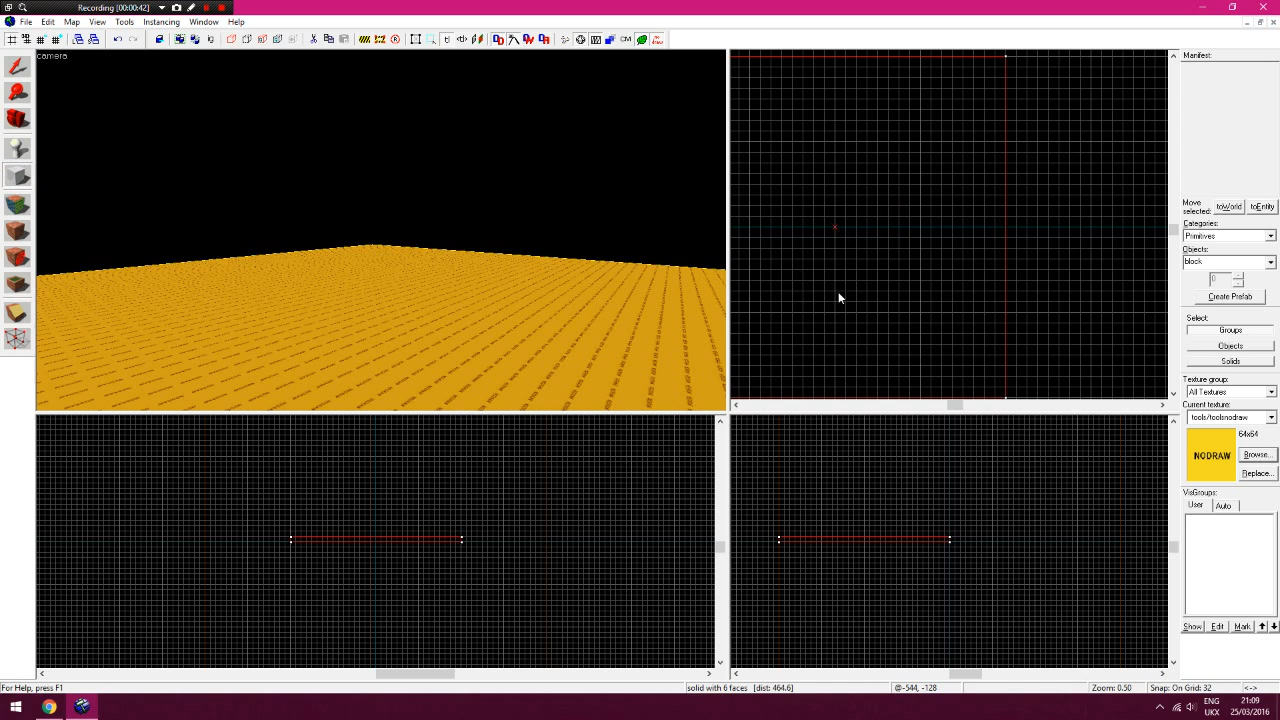 Recording [00:00:42]
File Edit Map View Tools Instancing Window Help
camera
Manifest:
Move selected: toWorld toEntity
Categories:
Primitives
Objects:
block
0
Create Prefab
Select:
Groups
Objects
Solids
Texture group:
All Textures
Current texture:
tools/toolsnodraw
64x64
NODRAW
Browse...
Replace...
VisGroups:
User Auto
Show Edit Mark
For Help, press F1
solid with 6 faces [dist: 464.6]
@-544, -128
Zoom: 0.50
Snap: On Grid: 32
<->
ENG 21:09
UKX 25/03/2016